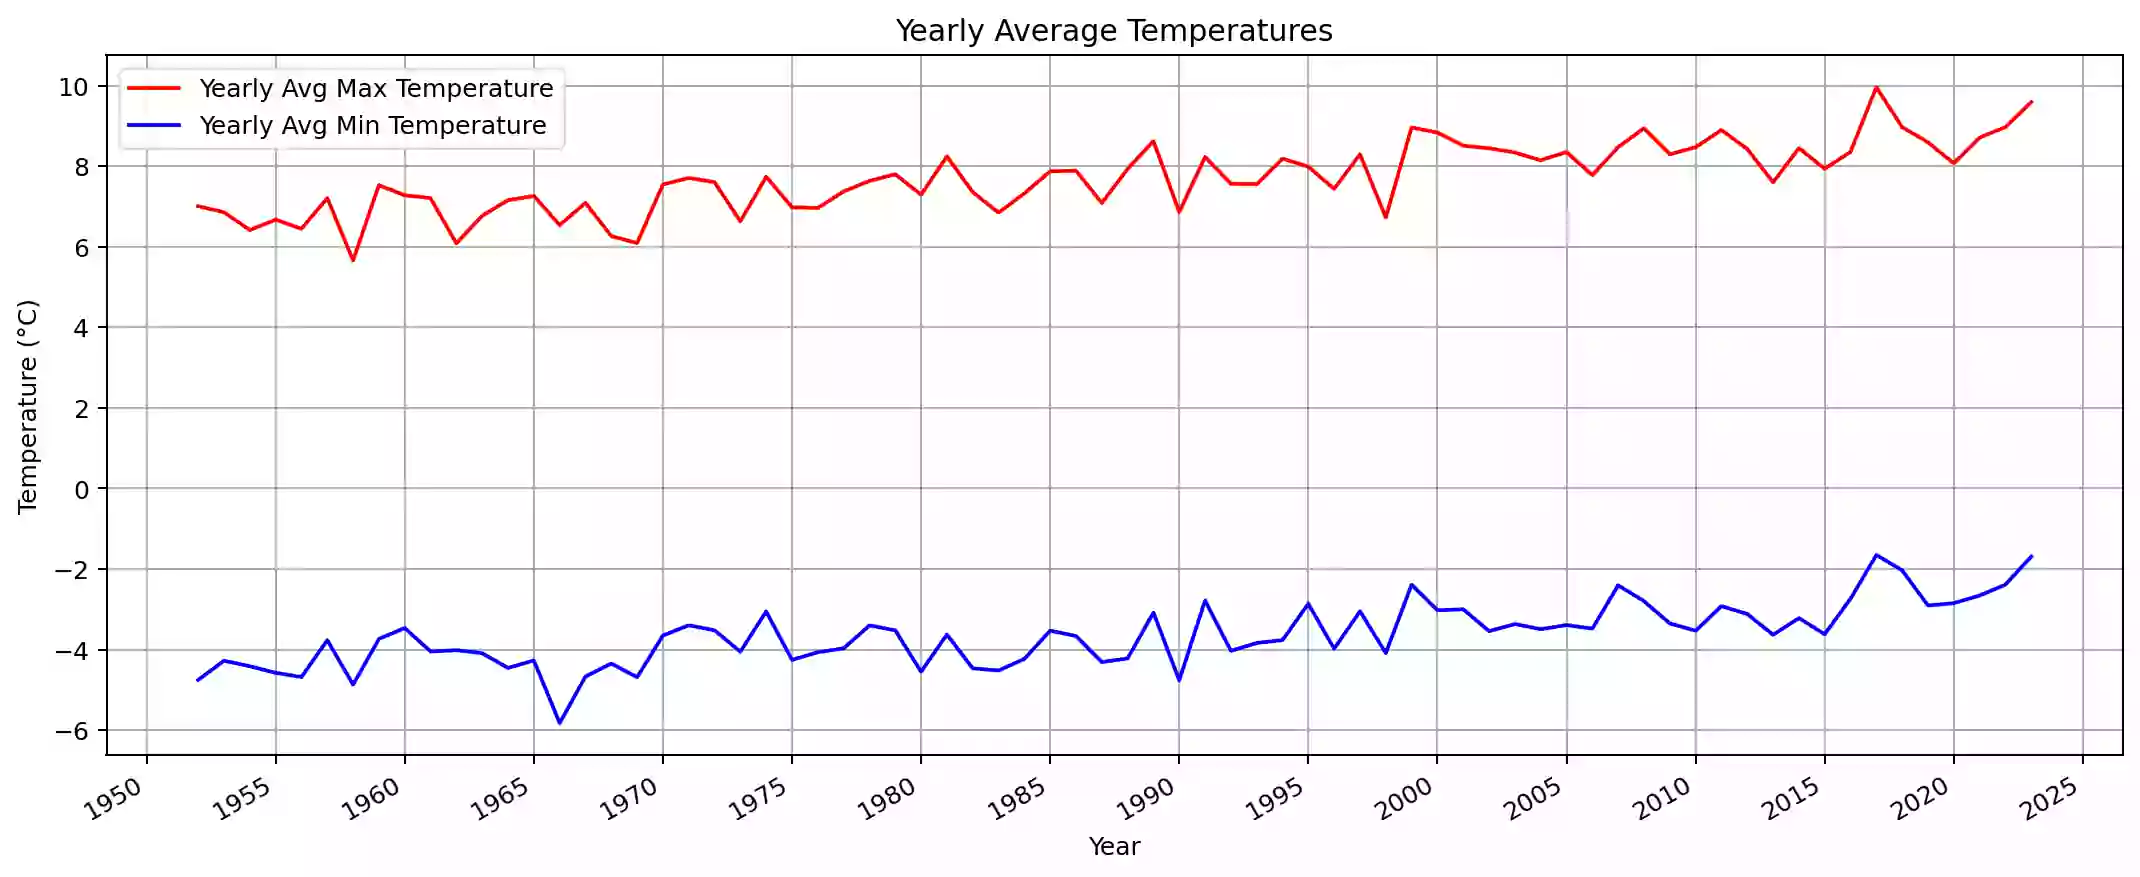 Yearly Average Temperatures
Yearly Avg Max Temperature
Yearly Avg Min Temperature
10
8
6
4
2
0
−2
−4
−6
Temperature (°C)
1950 1955 1960 1965 1970 1975 1980 1985 1990 1995 2000 2005 2010 2015 2020 2025
Year